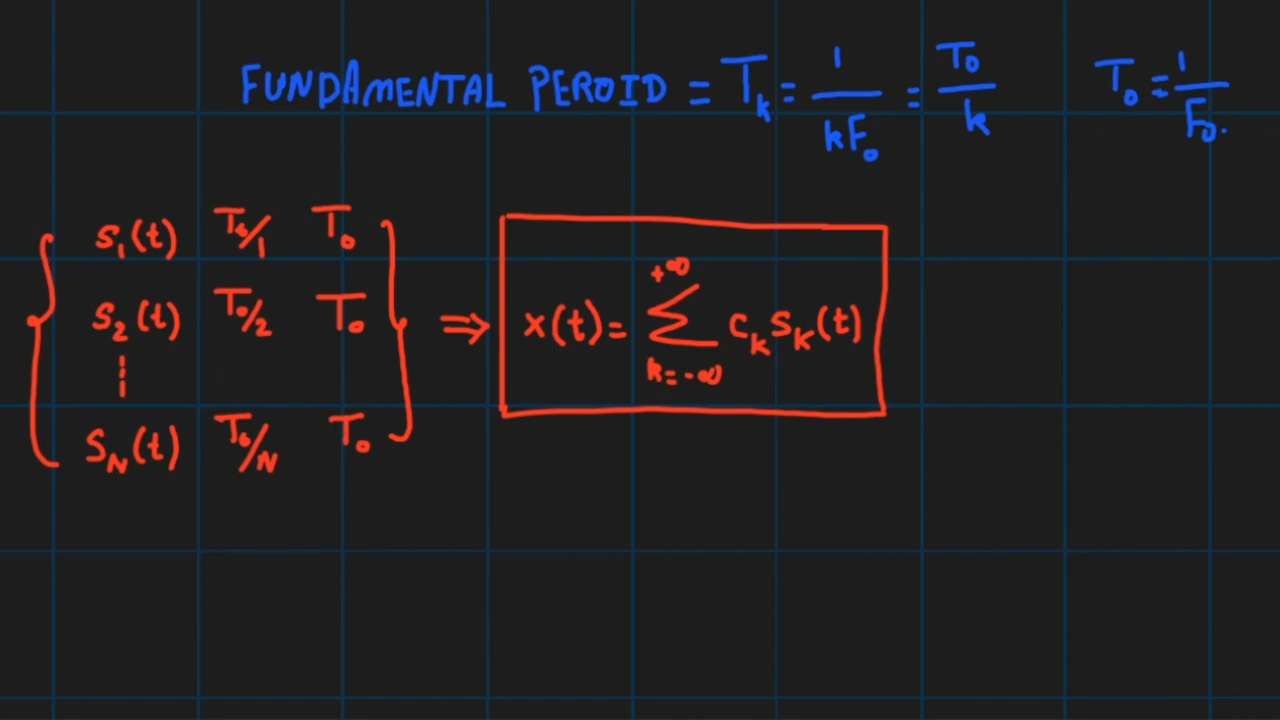 FUNDAMENTAL PEROID = T_k = 1/(kF_0) = T_0/k    T_0 = 1/F_0.
s_1(t) T_0/1 T_0
s_2(t) T_0/2 T_0
⋮
s_N(t) T_0/N T_0
⇒ x(t) = ∑_{k=-∞}^{+∞} c_k s_k(t)